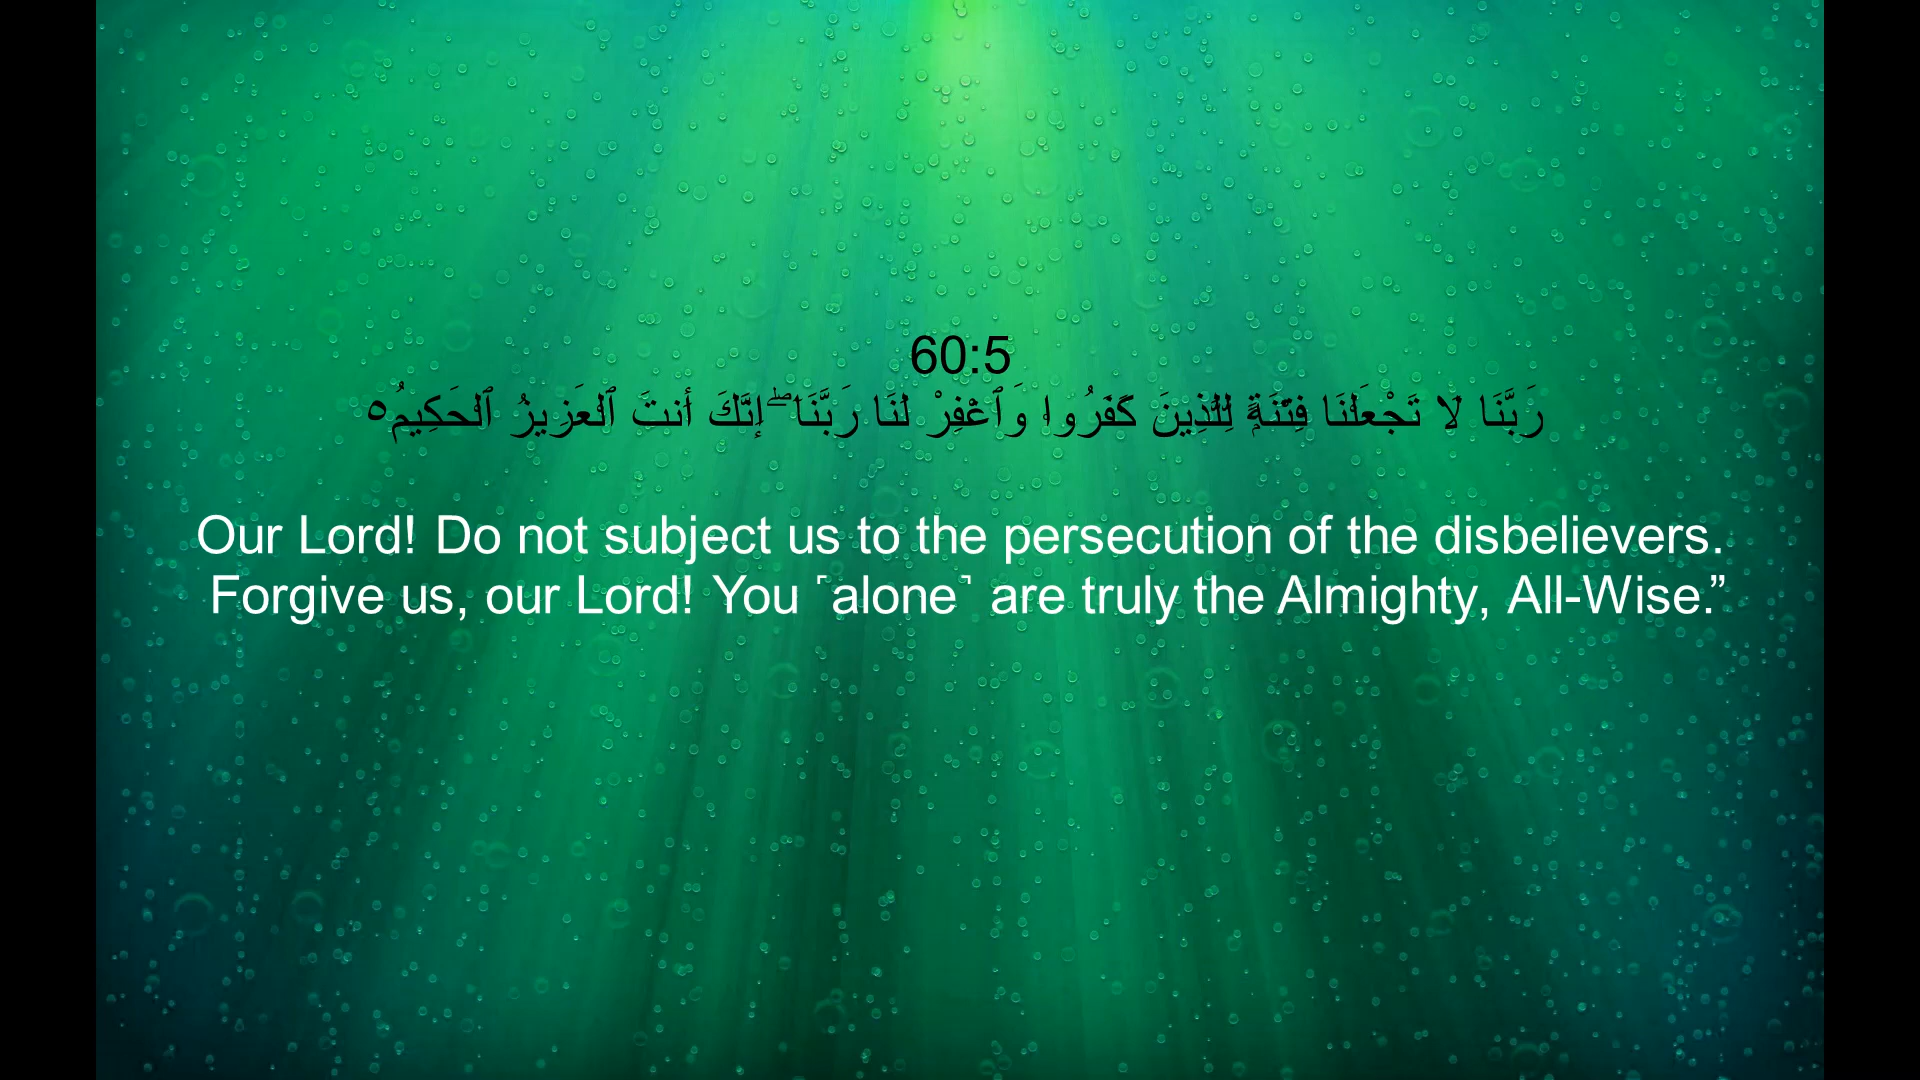 60:5
رَبَّنَا لَا تَجْعَلْنَا فِتْنَةًۭ لِّلَّذِينَ كَفَرُوا۟ وَٱغْفِرْ لَنَا رَبَّنَآ ۖ إِنَّكَ أَنتَ ٱلْعَزِيزُ ٱلْحَكِيمُ٥
Our Lord! Do not subject us to the persecution of the disbelievers.
Forgive us, our Lord! You ˹alone˺ are truly the Almighty, All-Wise.”